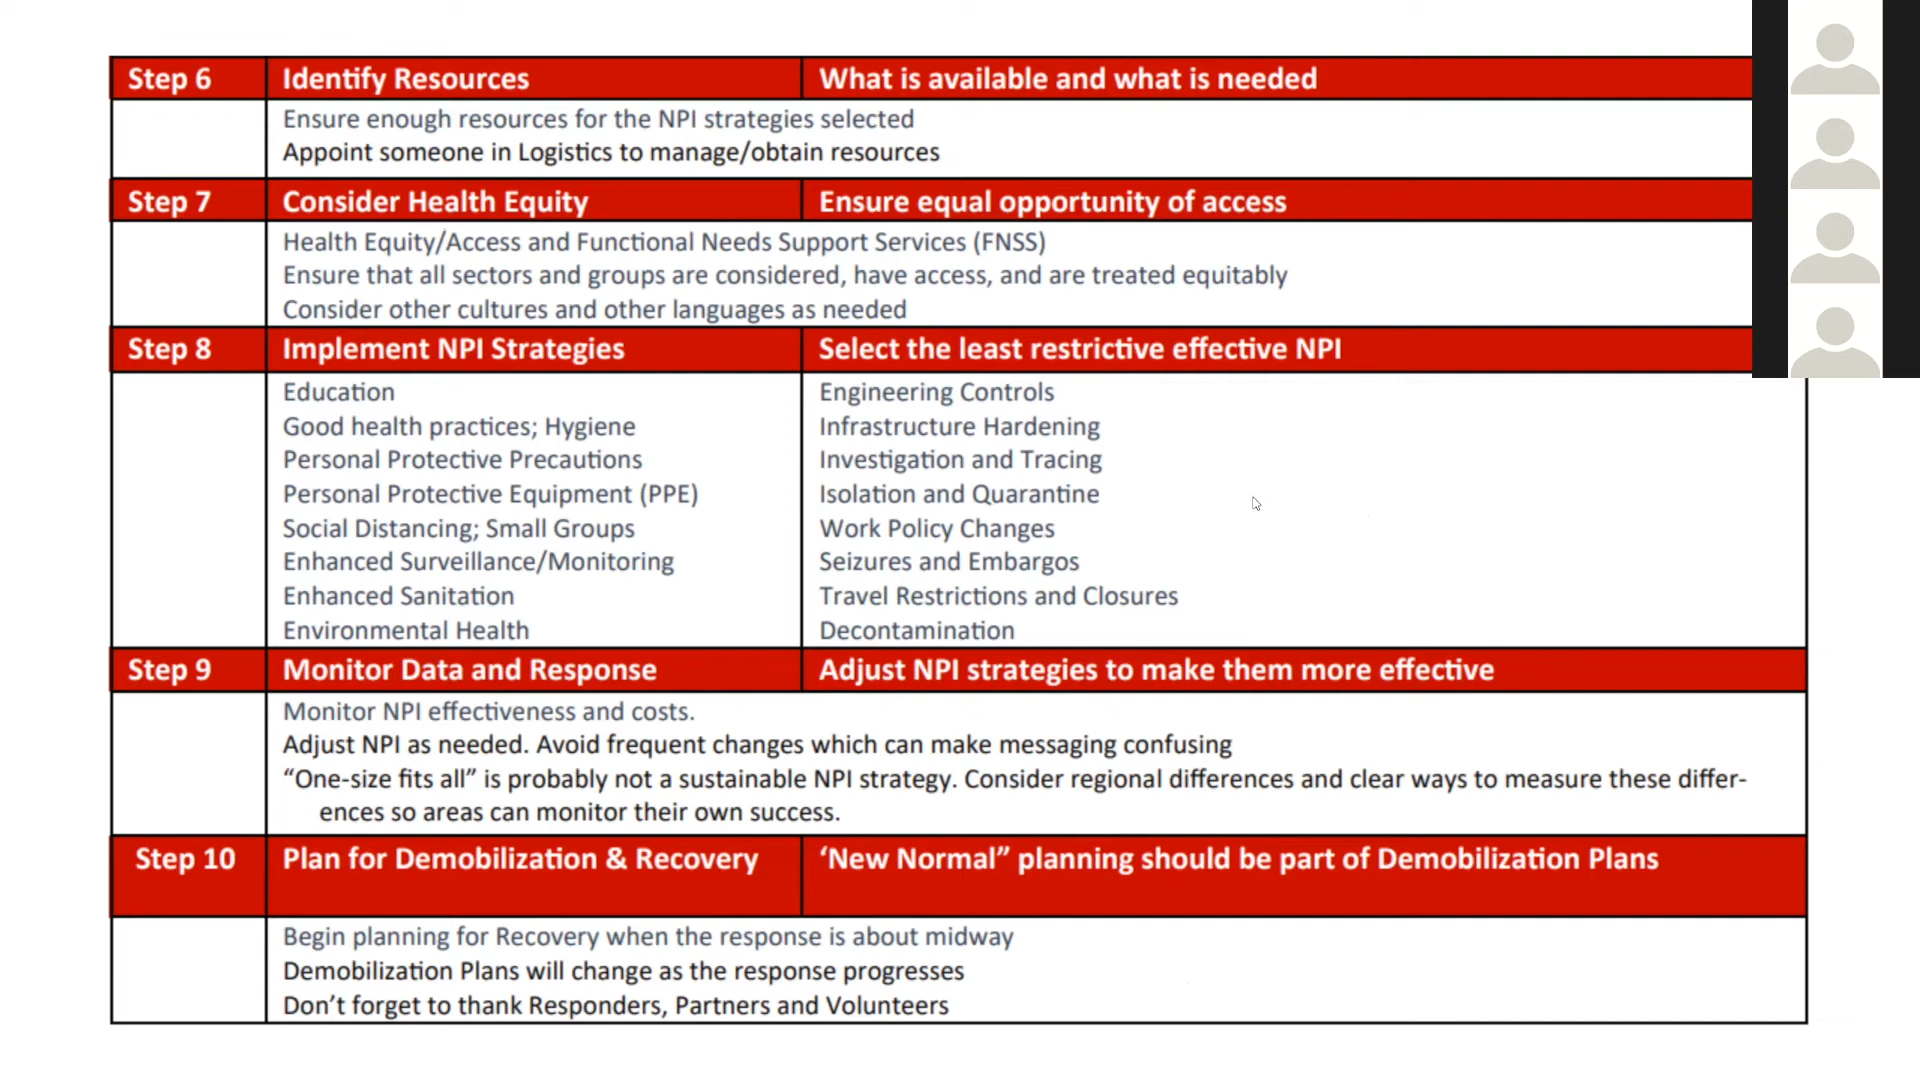 Step 6 Identify Resources What is available and what is needed
Ensure enough resources for the NPI strategies selected
Appoint someone in Logistics to manage/obtain resources
Step 7 Consider Health Equity Ensure equal opportunity of access
Health Equity/Access and Functional Needs Support Services (FNSS)
Ensure that all sectors and groups are considered, have access, and are treated equitably
Consider other cultures and other languages as needed
Step 8 Implement NPI Strategies Select the least restrictive effective NPI
Education Engineering Controls
Good health practices; Hygiene Infrastructure Hardening
Personal Protective Precautions Investigation and Tracing
Personal Protective Equipment (PPE) Isolation and Quarantine
Social Distancing; Small Groups Work Policy Changes
Enhanced Surveillance/Monitoring Seizures and Embargos
Enhanced Sanitation Travel Restrictions and Closures
Environmental Health Decontamination
Step 9 Monitor Data and Response Adjust NPI strategies to make them more effective
Monitor NPI effectiveness and costs.
Adjust NPI as needed. Avoid frequent changes which can make messaging confusing
“One-size fits all” is probably not a sustainable NPI strategy. Consider regional differences and clear ways to measure these differ-
ences so areas can monitor their own success.
Step 10 Plan for Demobilization & Recovery ‘New Normal” planning should be part of Demobilization Plans
Begin planning for Recovery when the response is about midway
Demobilization Plans will change as the response progresses
Don’t forget to thank Responders, Partners and Volunteers